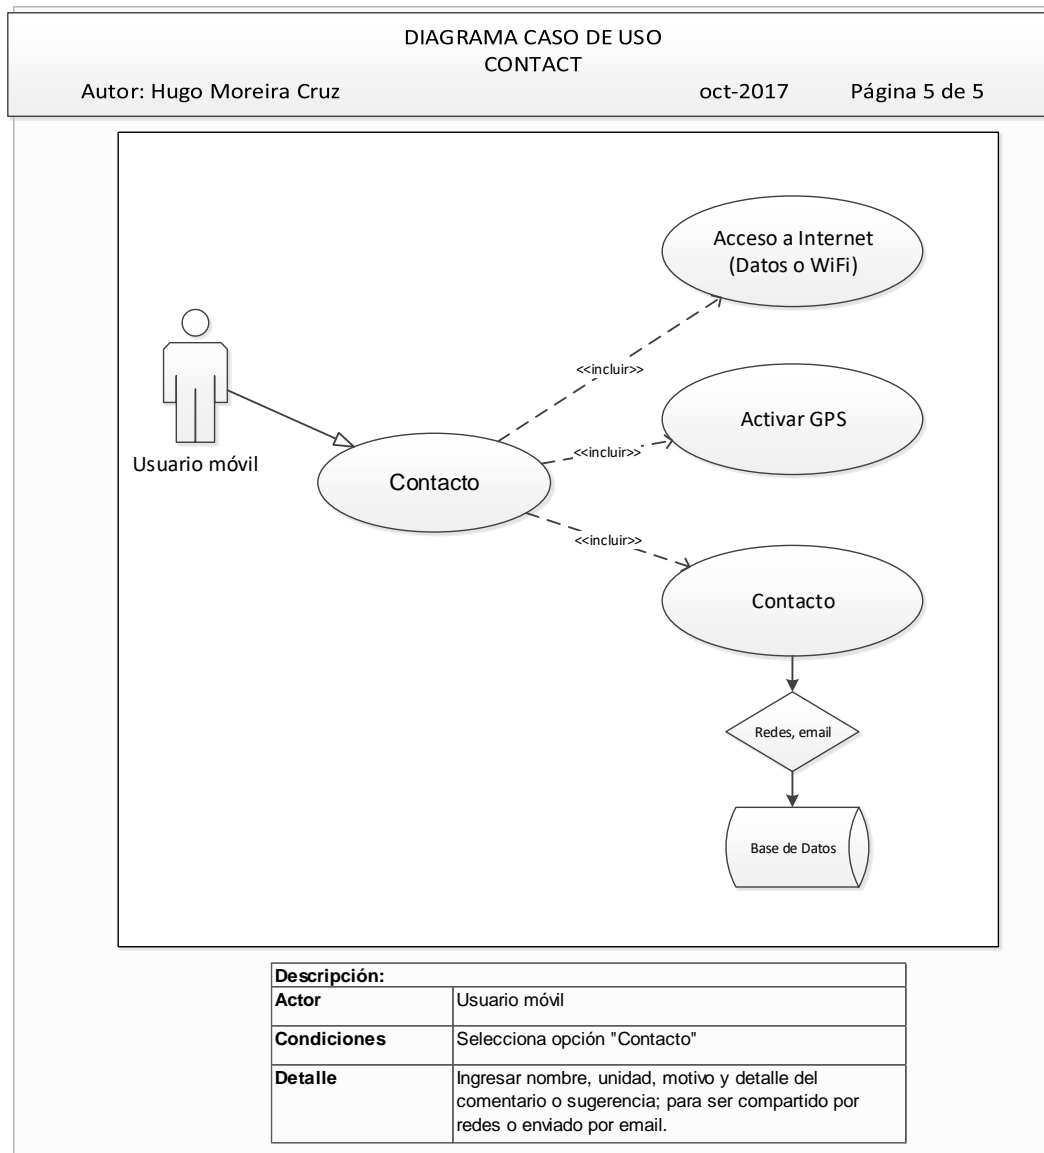 DIAGRAMA CASO DE USO
CONTACT
Autor: Hugo Moreira Cruz oct-2017 Página 5 de 5
Acceso a Internet
(Datos o WiFi)
<<incluir>>
Activar GPS
<<incluir>>
Usuario móvil
Contacto
<<incluir>>
Contacto
Redes, email
Base de Datos
Descripción:
Actor Usuario móvil
Condiciones Selecciona opción "Contacto"
Detalle Ingresar nombre, unidad, motivo y detalle del
comentario o sugerencia; para ser compartido por
redes o enviado por email.